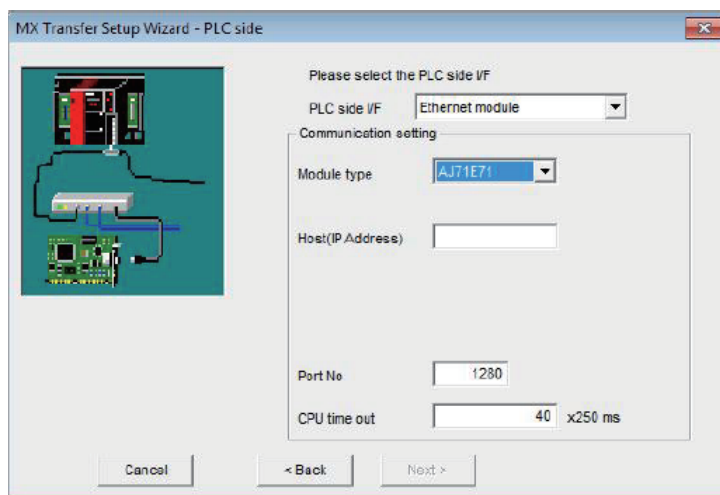 MX Transfer Setup Wizard - PLC side
Please select the PLC side I/F
PLC side I/F Ethernet module
Communication setting
Module type AJ71E71
Host(IP Address)
Port No 1280
CPU time out 40 x250 ms
Cancel < Back Next >